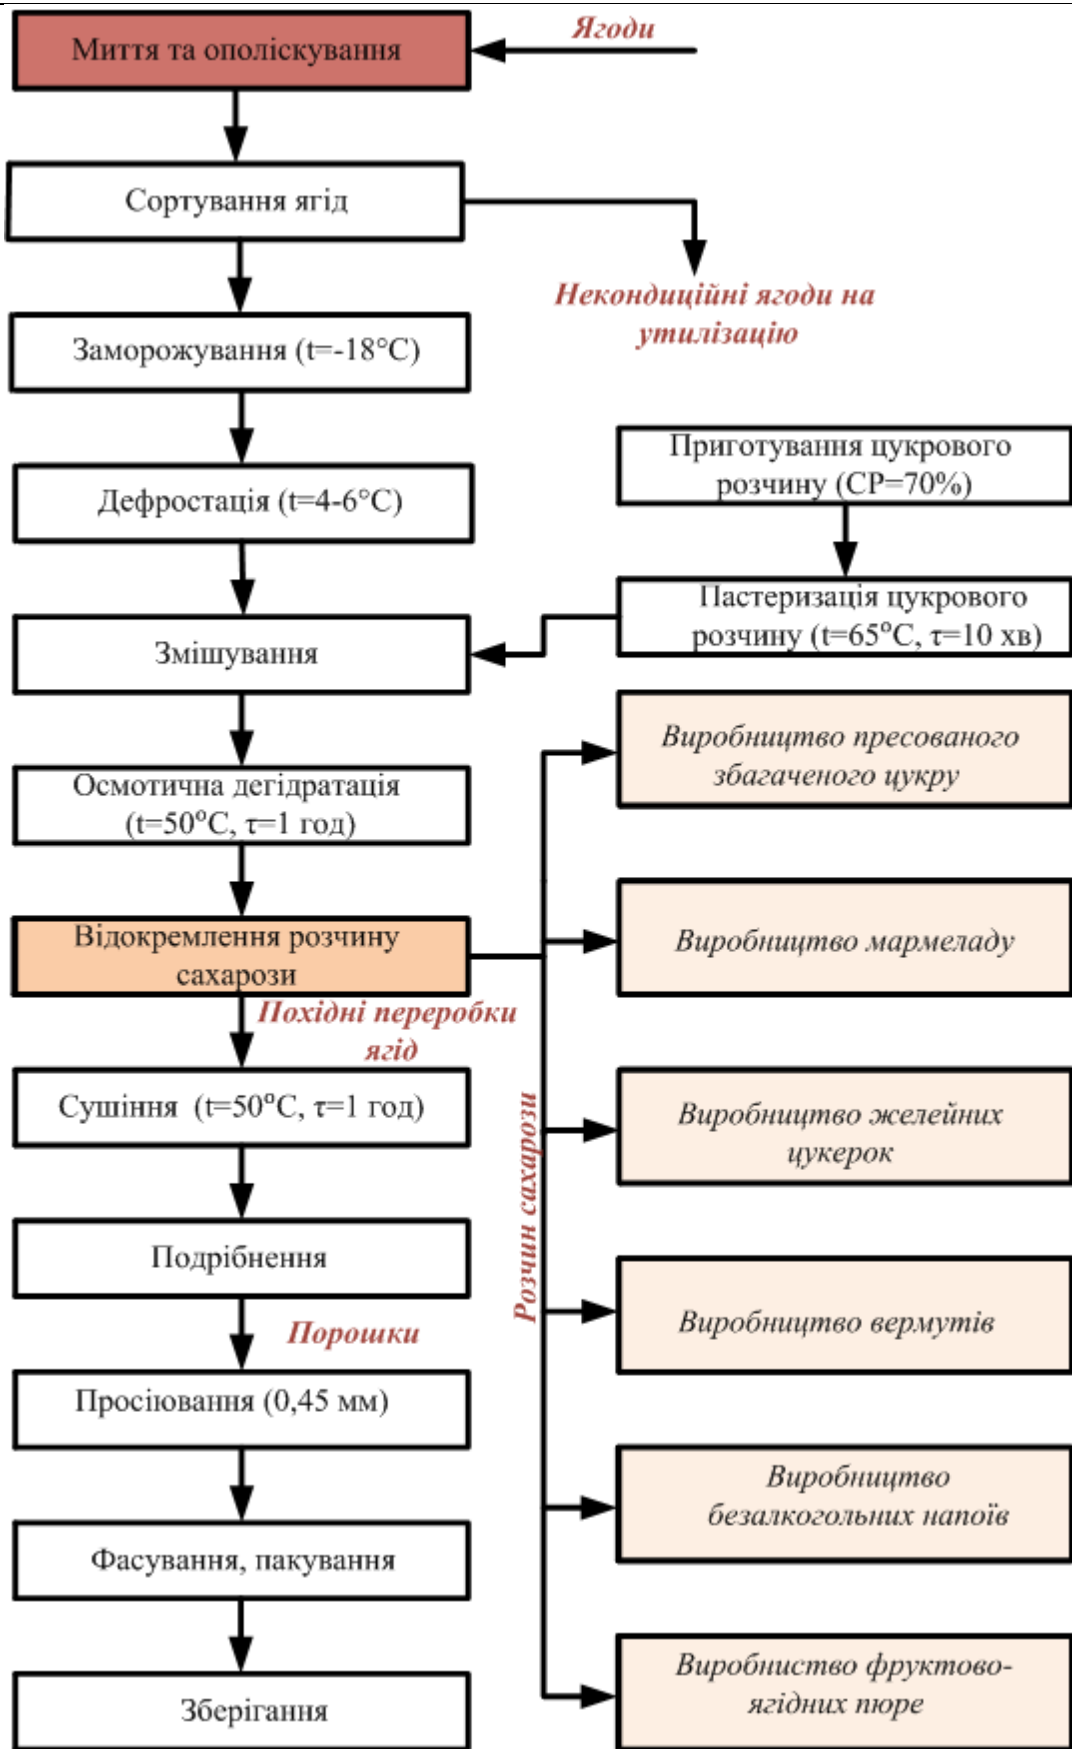 Миття та ополіскування
Ягоди
Сортування ягід
Некондиційні ягоди на
утилізацію
Заморожування (t=-18°С)
Дефростація (t=4-6°С)
Приготування цукрового
розчину (СР=70%)
Пастеризація цукрового
розчину (t=65°С, τ=10 хв)
Змішування
Осмотична дегідратація
(t=50°С, τ=1 год)
Відокремлення розчину
сахарози
Похідні переробки
ягід
Сушіння (t=50°С, τ=1 год)
Подрібнення
Порошки
Просіювання (0,45 мм)
Фасування, пакування
Зберігання
Розчин сахарози
Виробництво пресованого
збагаченого цукру
Виробництво мармеладу
Виробництво желейних
цукерок
Виробництво вермутів
Виробництво
безалкогольних напоїв
Виробниство фруктово-
ягідних пюре